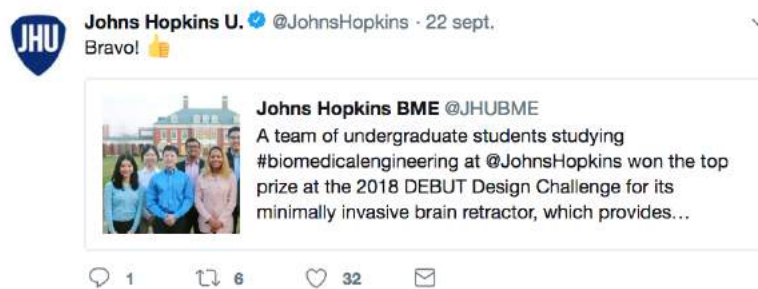 JHU
Johns Hopkins U. @JohnsHopkins · 22 sept.
Bravo! 👍
Johns Hopkins BME @JHUBME
A team of undergraduate students studying
#biomedicalengineering at @JohnsHopkins won the top
prize at the 2018 DEBUT Design Challenge for its
minimally invasive brain retractor, which provides...
1 6 32